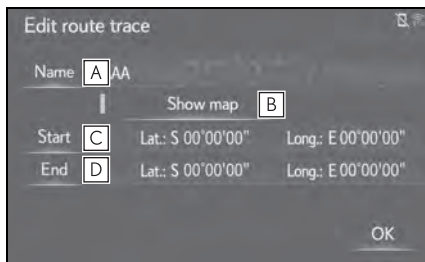 Edit route trace
Name A AA
Show map B
Start C Lat.: S 00°00'00" Long.: E 00°00'00"
End D Lat.: S 00°00'00" Long.: E 00°00'00"
OK